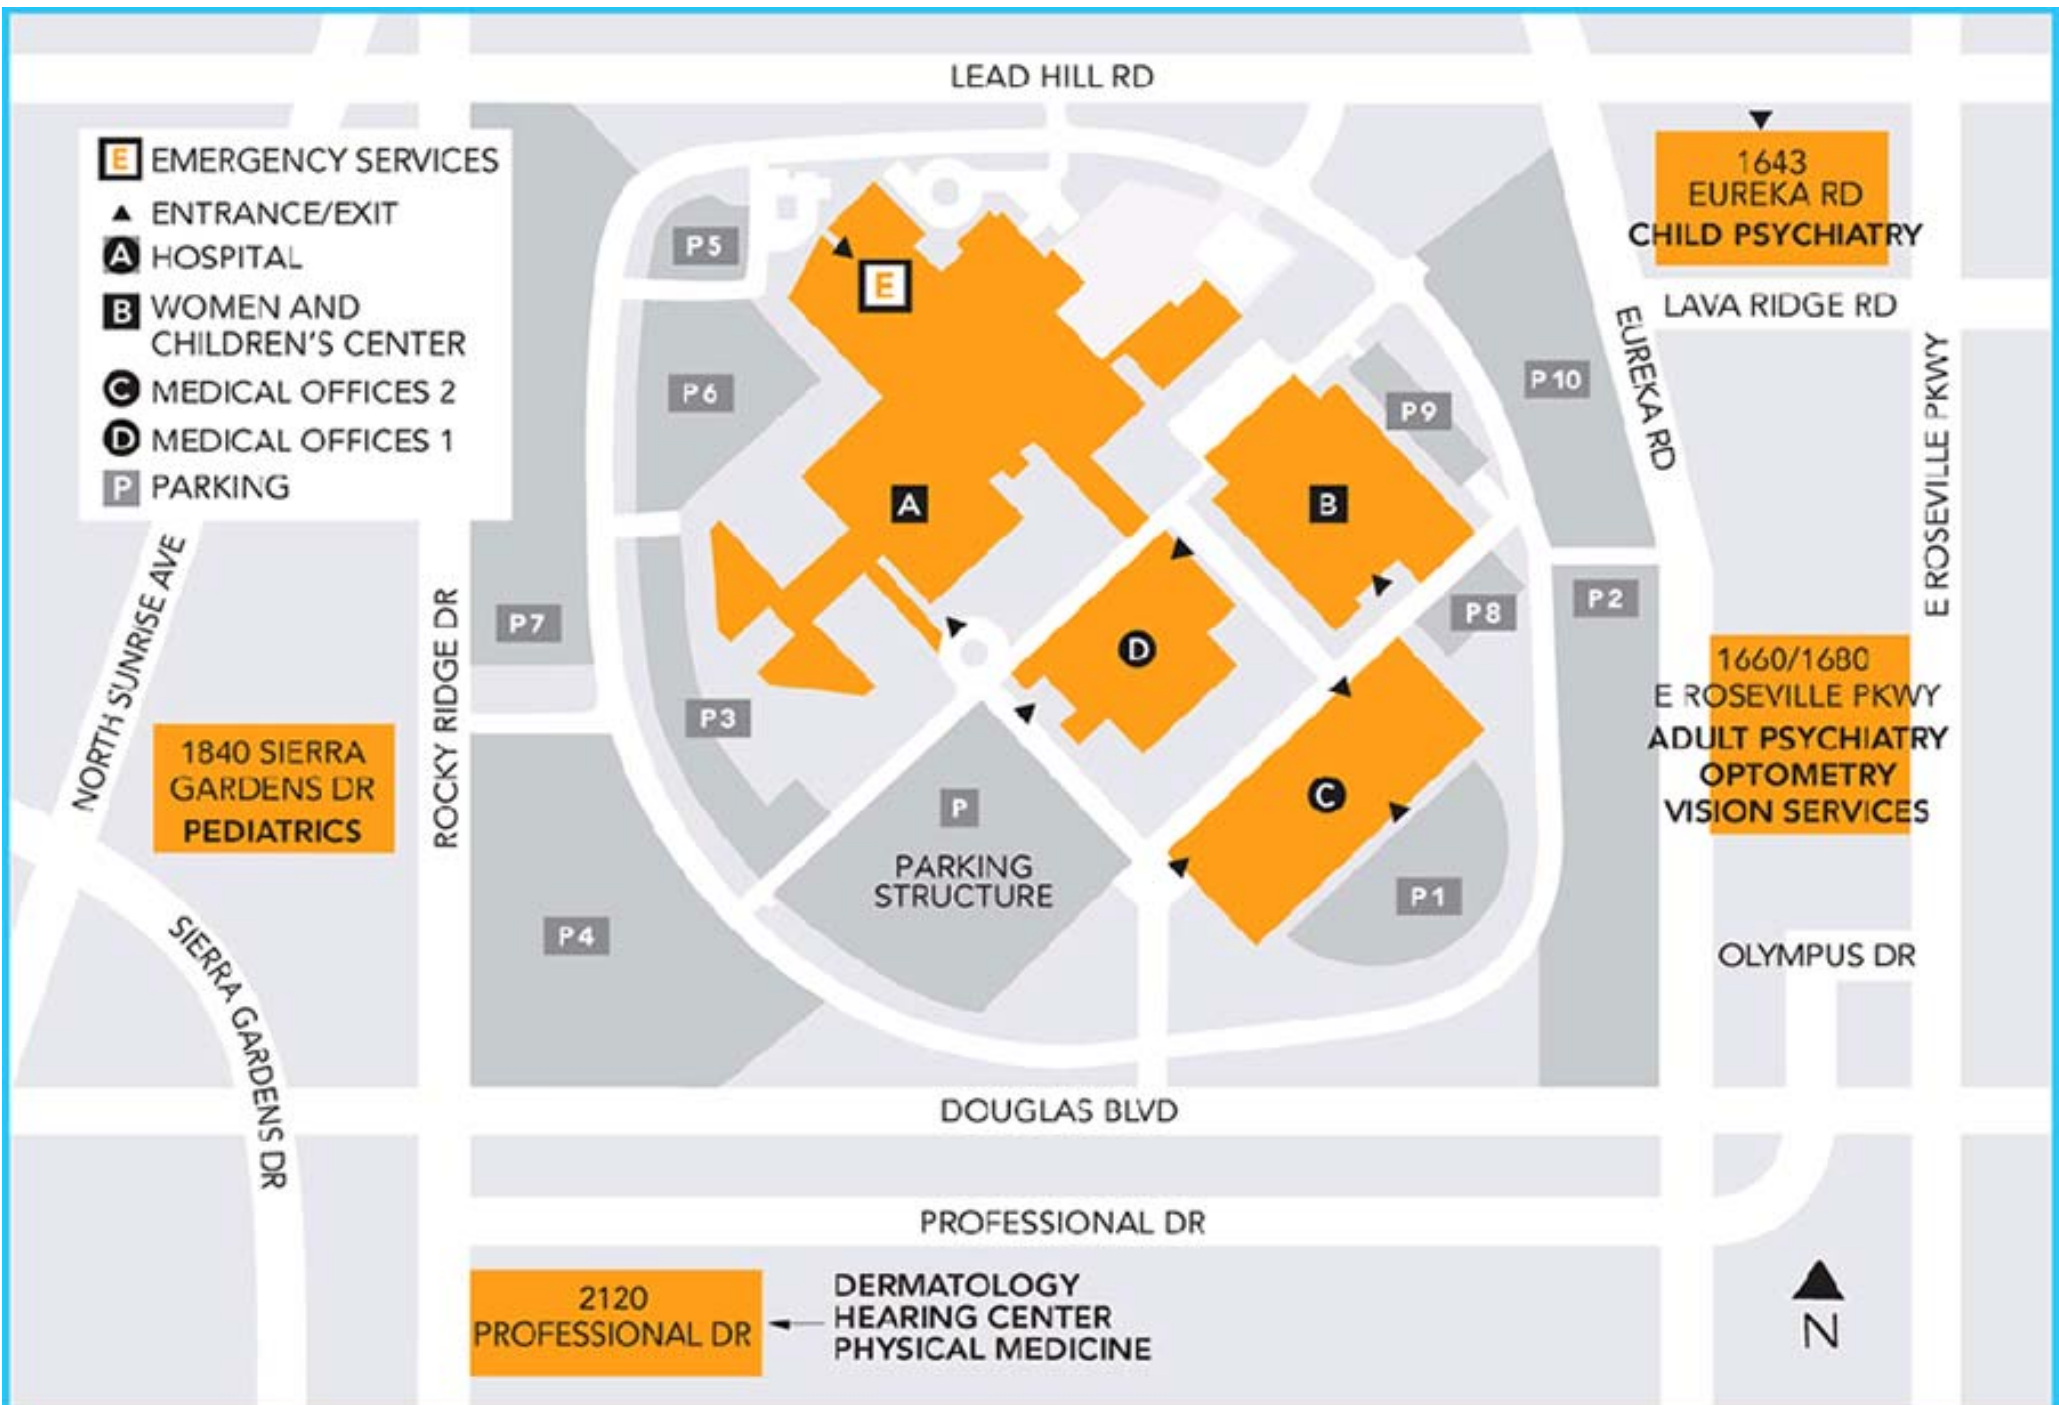 LEAD HILL RD
E EMERGENCY SERVICES
ENTRANCE/EXIT
A HOSPITAL
B WOMEN AND
CHILDREN'S CENTER
C MEDICAL OFFICES 2
D MEDICAL OFFICES 1
P PARKING
1643
EUREKA RD
CHILD PSYCHIATRY
LAVA RIDGE RD
EUREKA RD
E ROSEVILLE PKWY
P5
E
P6
P10
P9
A
B
P7
P8
P2
D
P3
NORTH SUNRISE AVE
ROCKY RIDGE DR
1840 SIERRA
GARDENS DR
PEDIATRICS
1660/1680
E ROSEVILLE PKWY
ADULT PSYCHIATRY
OPTOMETRY
VISION SERVICES
C
P
PARKING
STRUCTURE
P1
P4
SIERRA GARDENS DR
OLYMPUS DR
DOUGLAS BLVD
PROFESSIONAL DR
2120
PROFESSIONAL DR
DERMATOLOGY
HEARING CENTER
PHYSICAL MEDICINE
N